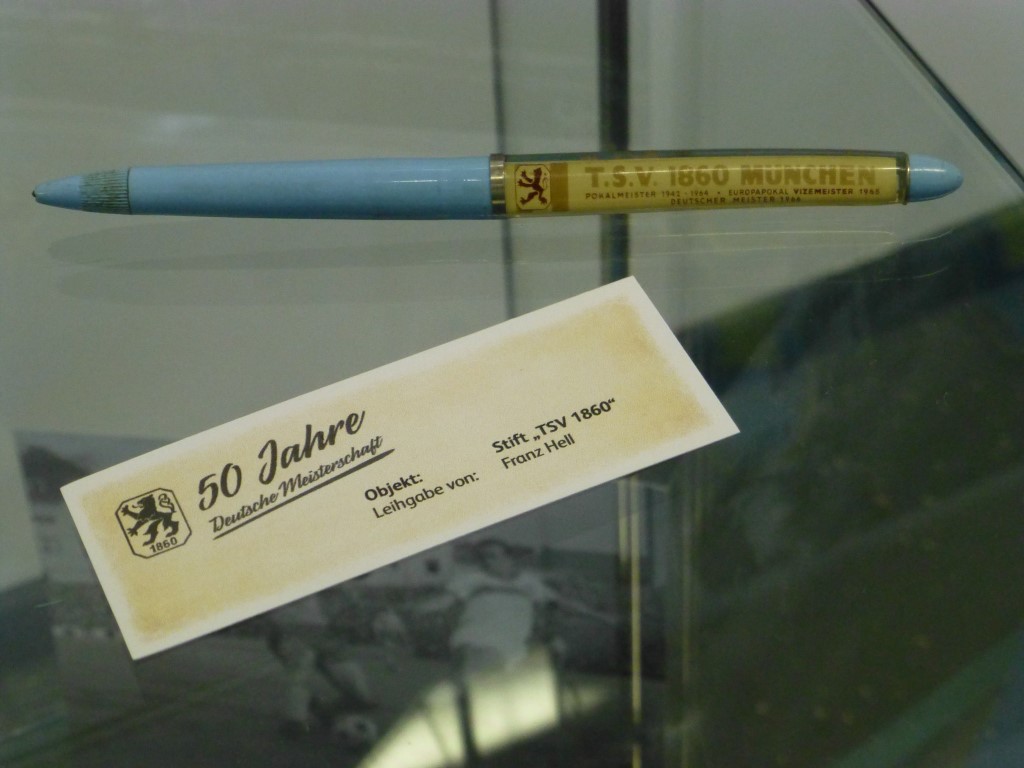 T.S.V. 1860 MÜNCHEN
POKALMEISTER 1942 - 1964 • EUROPAPOKAL VIZEMEISTER 1965
DEUTSCHER MEISTER 1966
50 Jahre
Deutsche Meisterschaft
1860
Objekt: Stift „TSV 1860“
Leihgabe von: Franz Hell